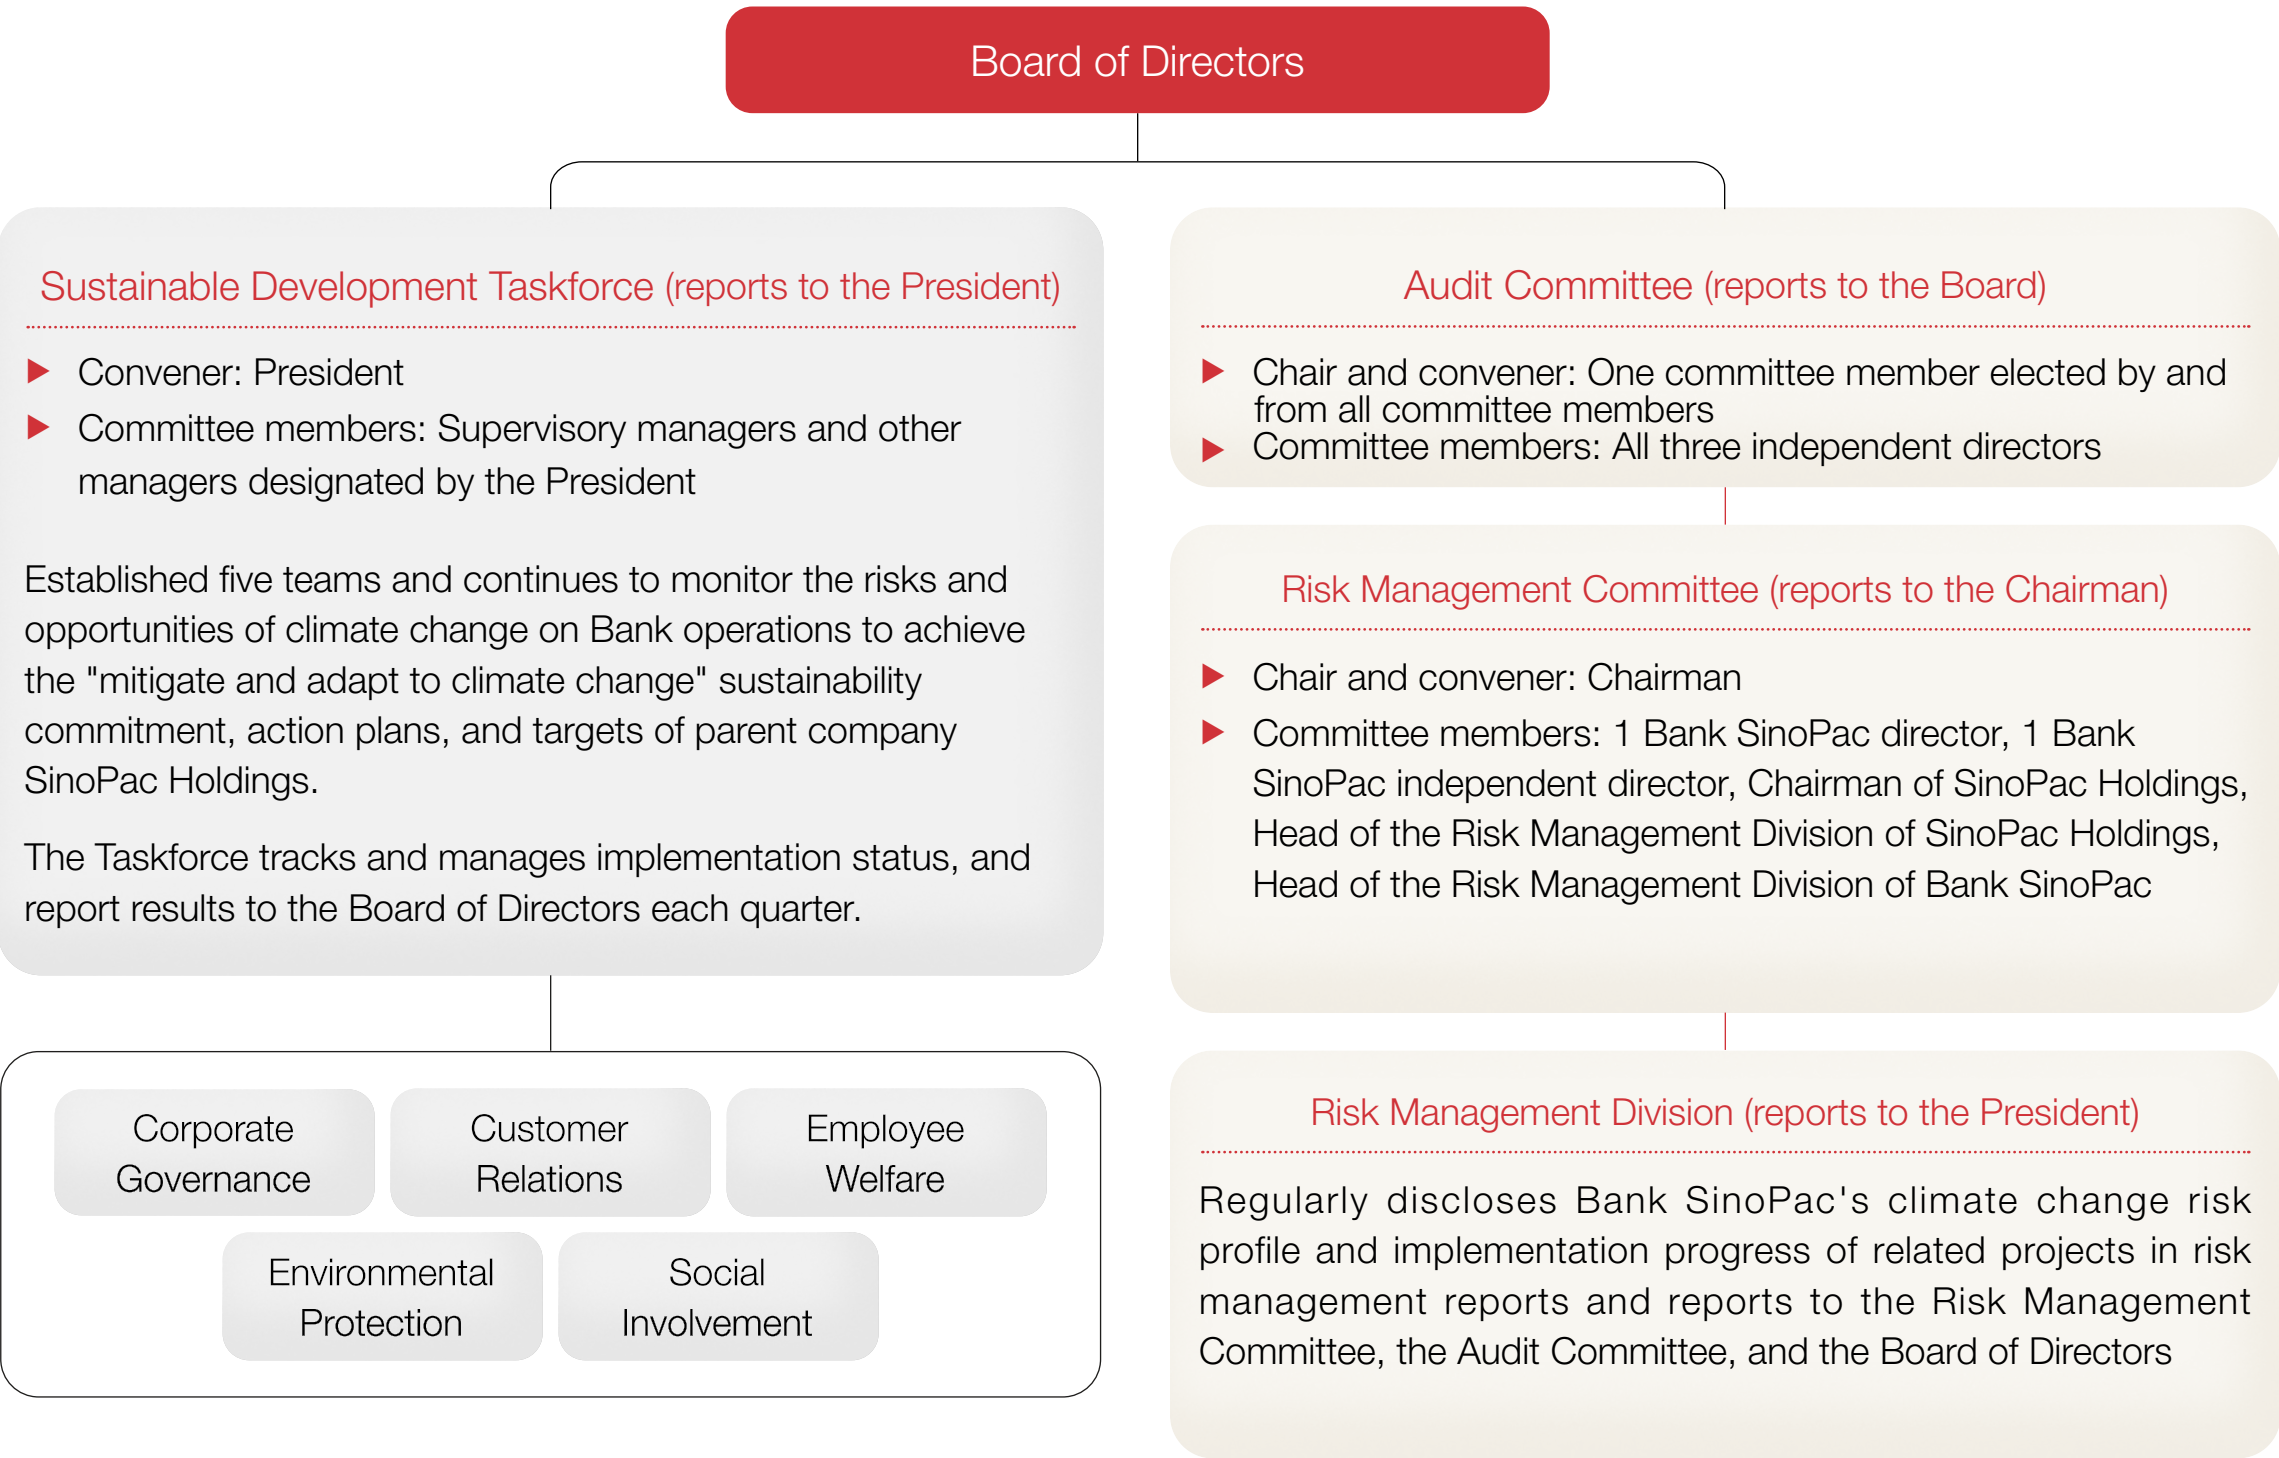 Board of Directors
Sustainable Development Taskforce (reports to the President)
Convener: President
Committee members: Supervisory managers and other
managers designated by the President
Established five teams and continues to monitor the risks and
opportunities of climate change on Bank operations to achieve
the "mitigate and adapt to climate change" sustainability
commitment, action plans, and targets of parent company
SinoPac Holdings.
The Taskforce tracks and manages implementation status, and
report results to the Board of Directors each quarter.
Corporate
Governance
Customer
Relations
Employee
Welfare
Environmental
Protection
Social
Involvement
Audit Committee (reports to the Board)
Chair and convener: One committee member elected by and
from all committee members
Committee members: All three independent directors
Risk Management Committee (reports to the Chairman)
Chair and convener: Chairman
Committee members: 1 Bank SinoPac director, 1 Bank
SinoPac independent director, Chairman of SinoPac Holdings,
Head of the Risk Management Division of SinoPac Holdings,
Head of the Risk Management Division of Bank SinoPac
Risk Management Division (reports to the President)
Regularly discloses Bank SinoPac's climate change risk
profile and implementation progress of related projects in risk
management reports and reports to the Risk Management
Committee, the Audit Committee, and the Board of Directors